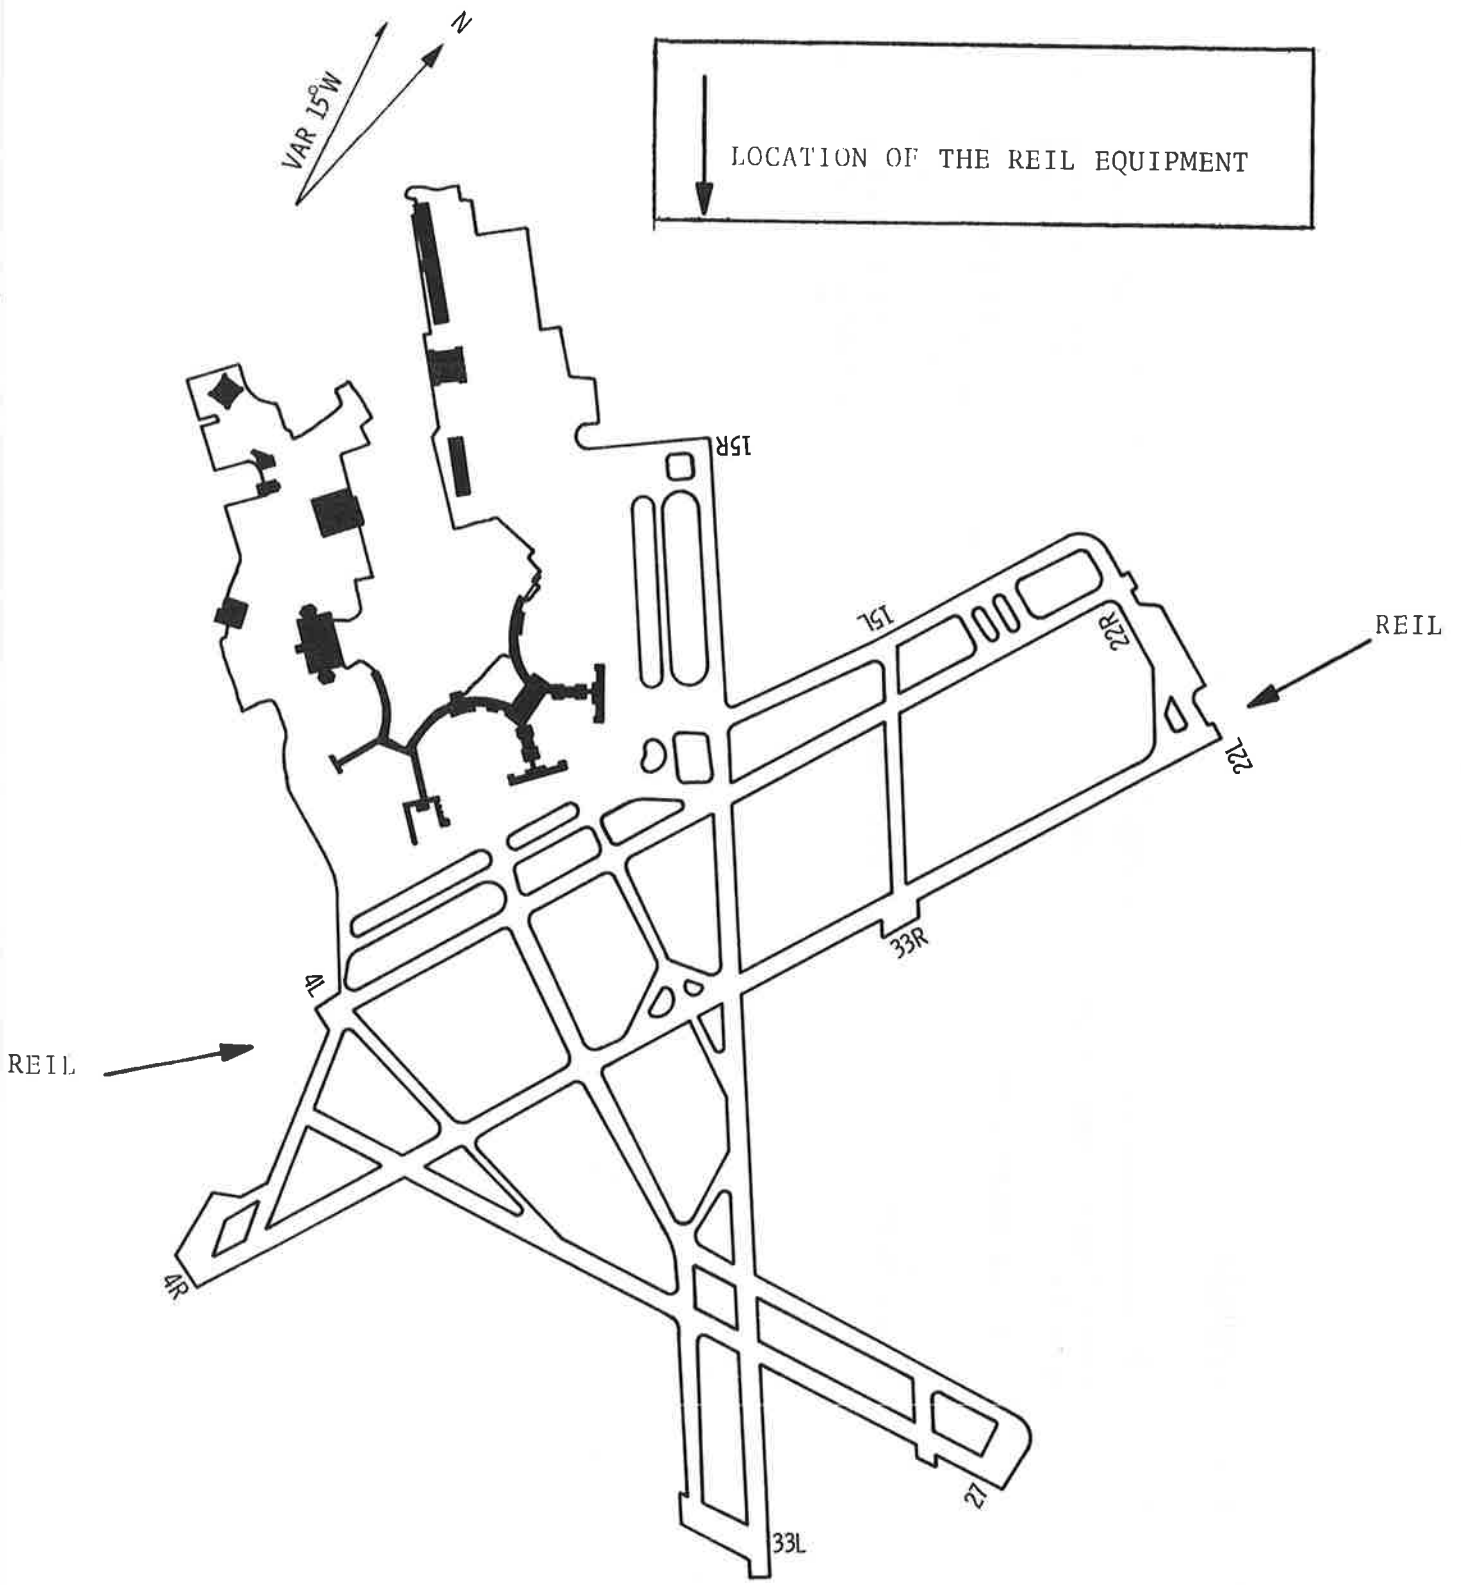 N
VAR 15°W
LOCATION OF THE REIL EQUIPMENT
15R
15L
22R
REIL
22L
33R
4L
REIL
4R
27
33L